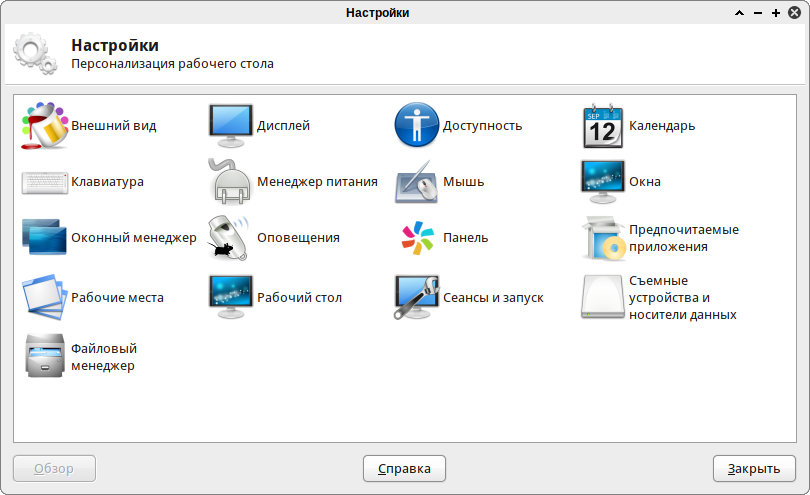 Настройки
Настройки
Персонализация рабочего стола
Внешний вид
Дисплей
Доступность
SEP
12
Календарь
Клавиатура
Менеджер питания
Мышь
Окна
Оконный менеджер
Оповещения
Панель
Предпочитаемые
приложения
Рабочие места
Рабочий стол
Сеансы и запуск
Съемные
устройства и
носители данных
Файловый
менеджер
Обзор
Справка
Закрыть